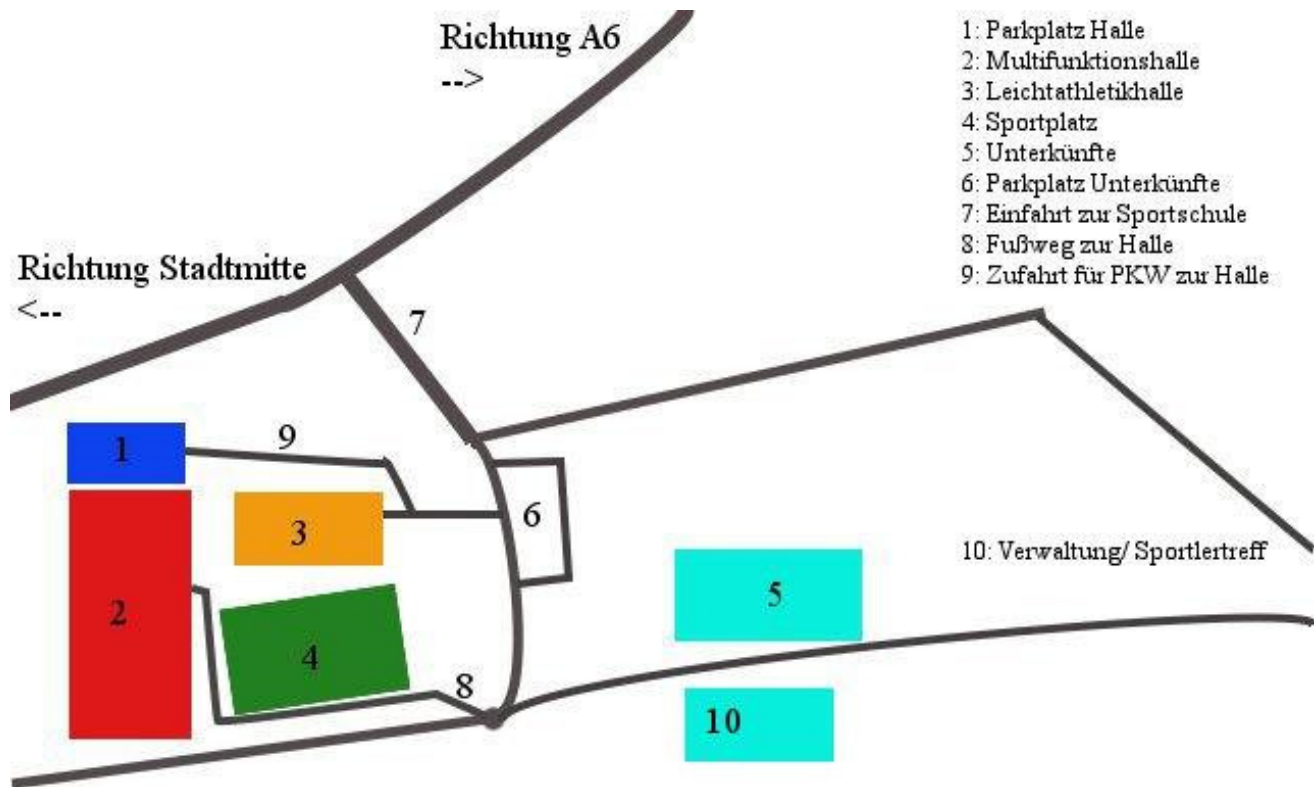 Richtung A6
-->
1: Parkplatz Halle
2: Multifunktionshalle
3: Leichtathletikhalle
4: Sportplatz
5: Unterkünfte
6: Parkplatz Unterkünfte
7: Einfahrt zur Sportschule
8: Fußweg zur Halle
9: Zufahrt für PKW zur Halle
Richtung Stadtmitte
<--
7
1
9
3
6
2
4
8
5
10: Verwaltung/ Sportlertreff
10